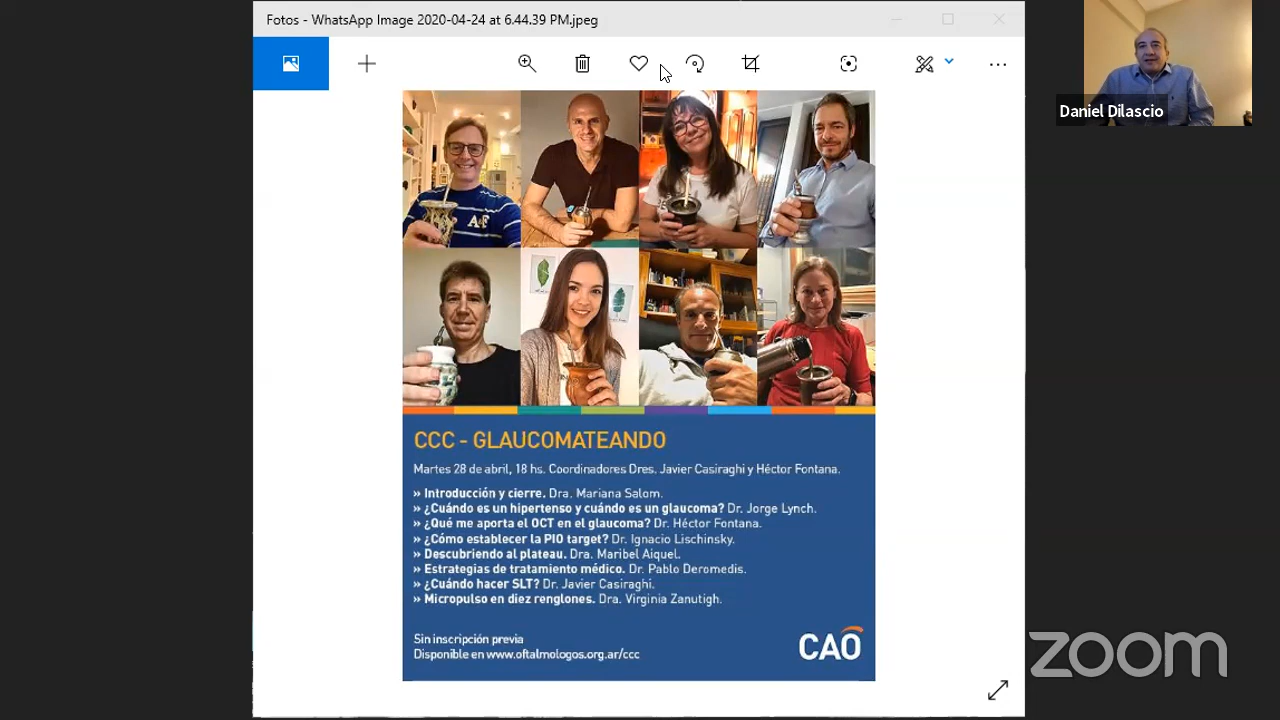 Fotos - WhatsApp Image 2020-04-24 at 6.44.39 PM.jpeg
Daniel Dilascio
A&F
CCC - GLAUCOMATEANDO
Martes 28 de abril, 18 hs. Coordinadores Dres. Javier Casiraghi y Héctor Fontana.
» Introducción y cierre. Dra. Mariana Salom.
» ¿Cuándo es un hipertenso y cuándo es un glaucoma? Dr. Jorge Lynch.
» ¿Qué me aporta el OCT en el glaucoma? Dr. Héctor Fontana.
» ¿Cómo establecer la PIO target? Dr. Ignacio Lischinsky.
» Descubriendo al plateau. Dra. Maribel Aiquel.
» Estrategias de tratamiento médico. Dr. Pablo Deromedis.
» ¿Cuándo hacer SLT? Dr. Javier Casiraghi.
» Micropulso en diez renglones. Dra. Virginia Zanutigh.
Sin inscripción previa
Disponible en www.oftalmologos.org.ar/ccc
CAO
zoom